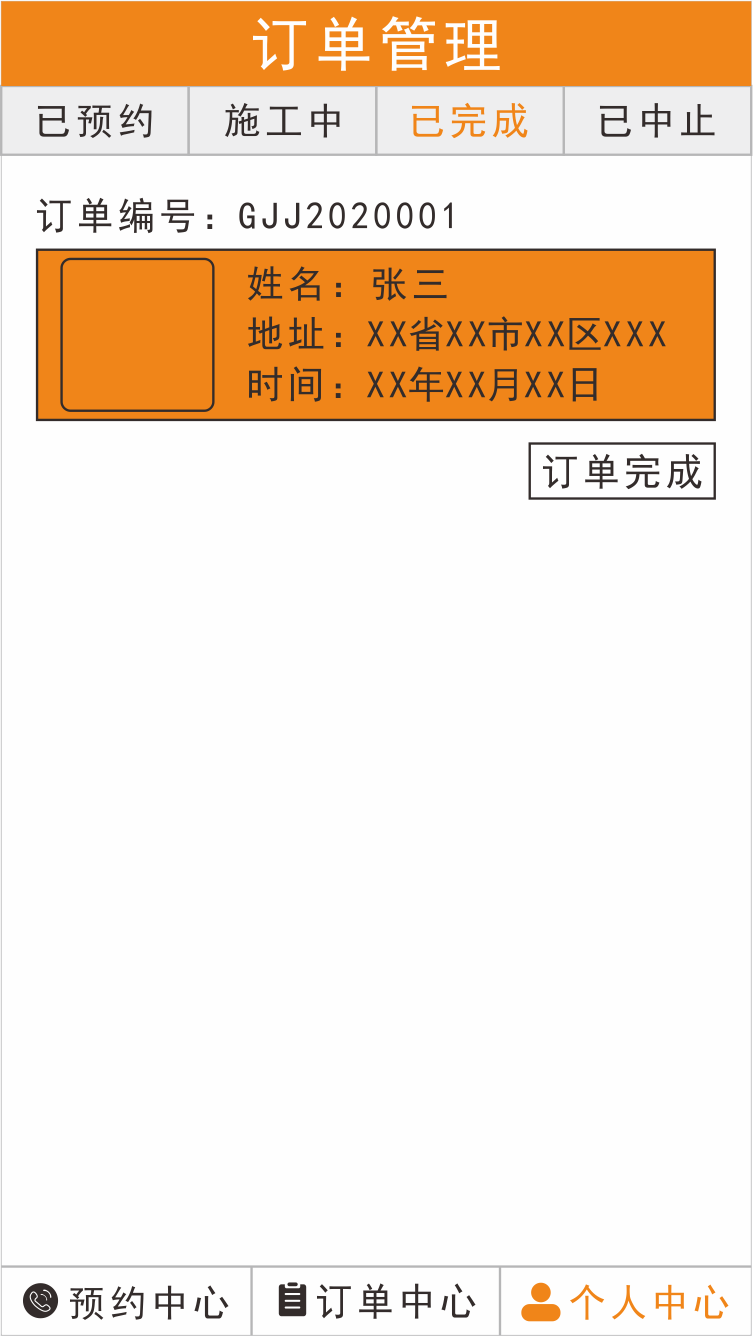 订单管理
已预约 施工中 已完成 已中止
订单编号：GJJ2020001
姓名：张三
地址：XX省XX市XX区XXX
时间：XX年XX月XX日
订单完成
预约中心 订单中心 个人中心